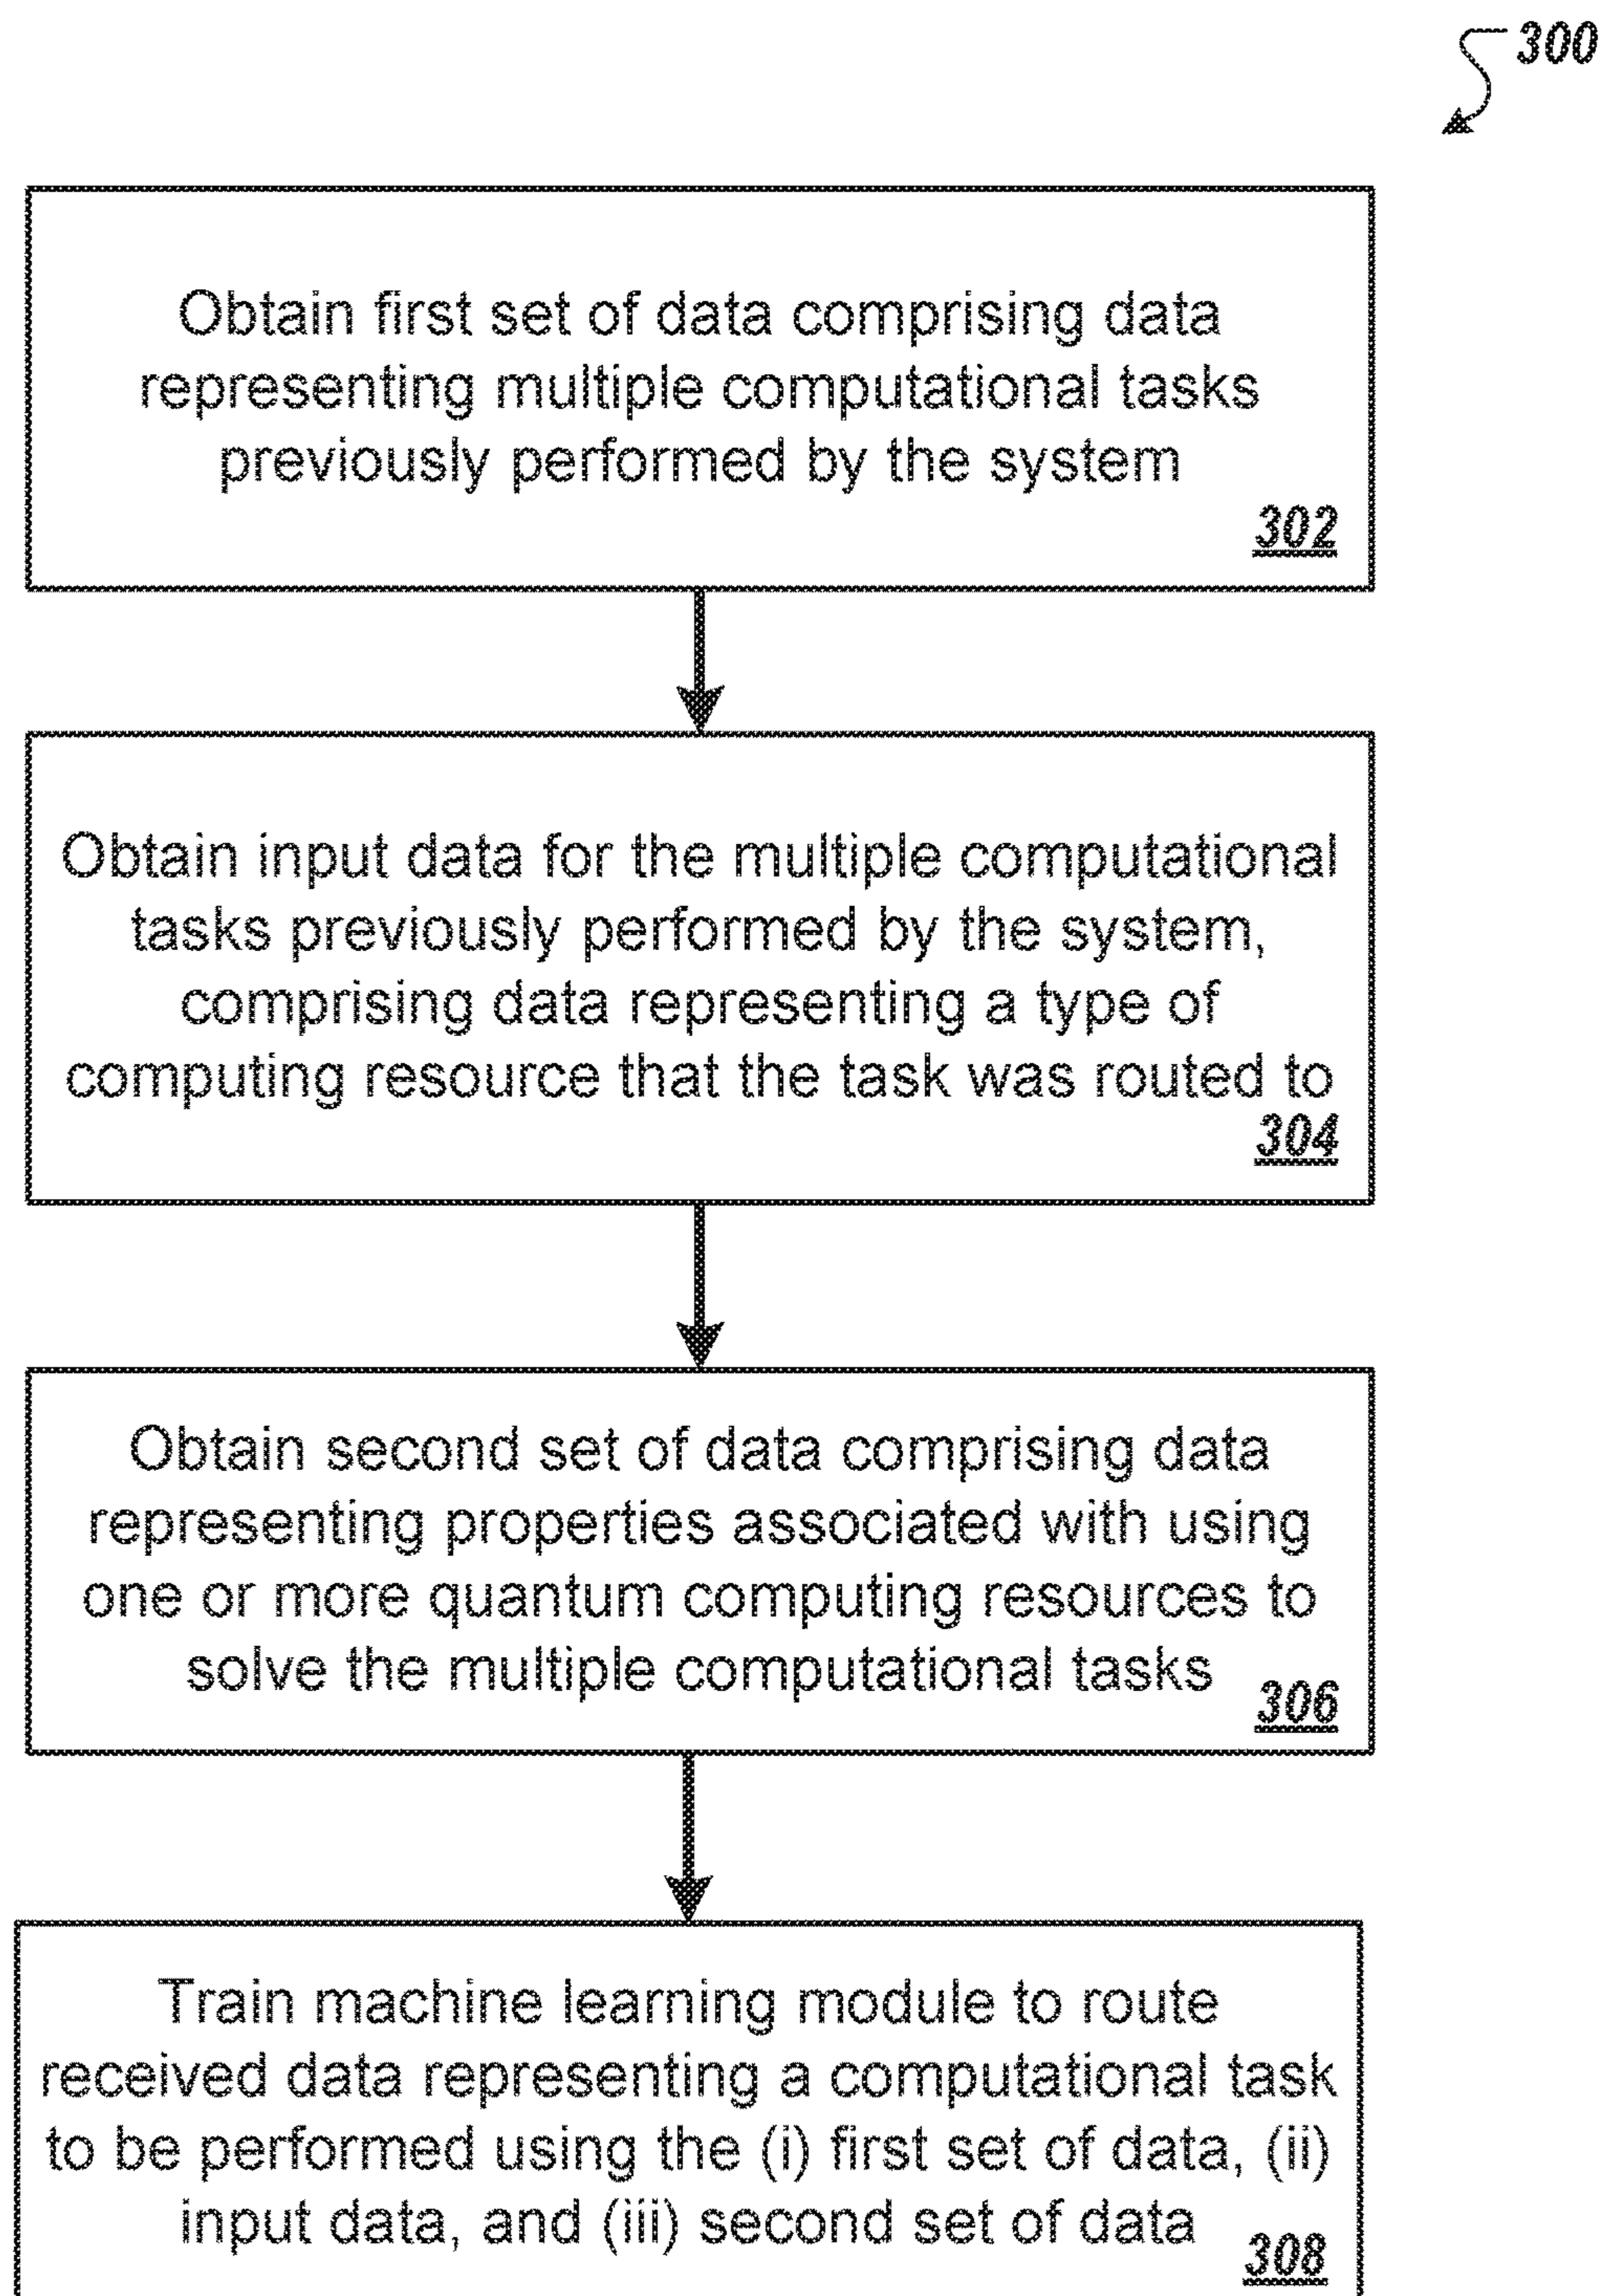 300
Obtain first set of data comprising data
representing multiple computational tasks
previously performed by the system
302
Obtain input data for the multiple computational
tasks previously performed by the system,
comprising data representing a type of
computing resource that the task was routed to
304
Obtain second set of data comprising data
representing properties associated with using
one or more quantum computing resources to
solve the multiple computational tasks
306
Train machine learning module to route
received data representing a computational task
to be performed using the (i) first set of data, (ii)
input data, and (iii) second set of data
308